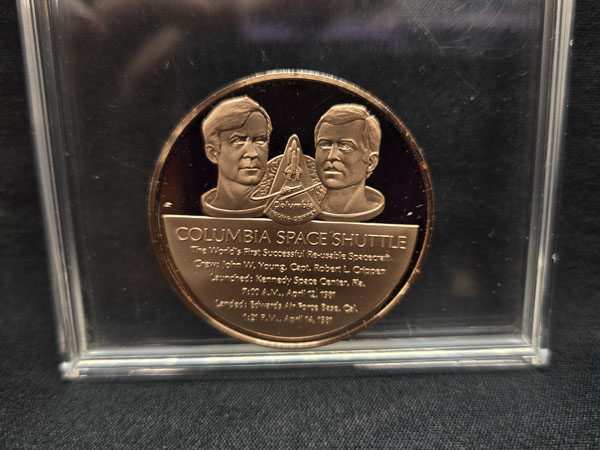 Columbia
YOUNG CRIPPEN
COLUMBIA SPACE SHUTTLE
The World's First Successful Re-usable Spacecraft
Crew: John W. Young, Capt. Robert L. Crippen
Launched: Kennedy Space Center, Fla.
7:00 A.M., April 12, 1981
Landed: Edwards Air Force Base, Cal.
1:21 P.M., April 14, 1981